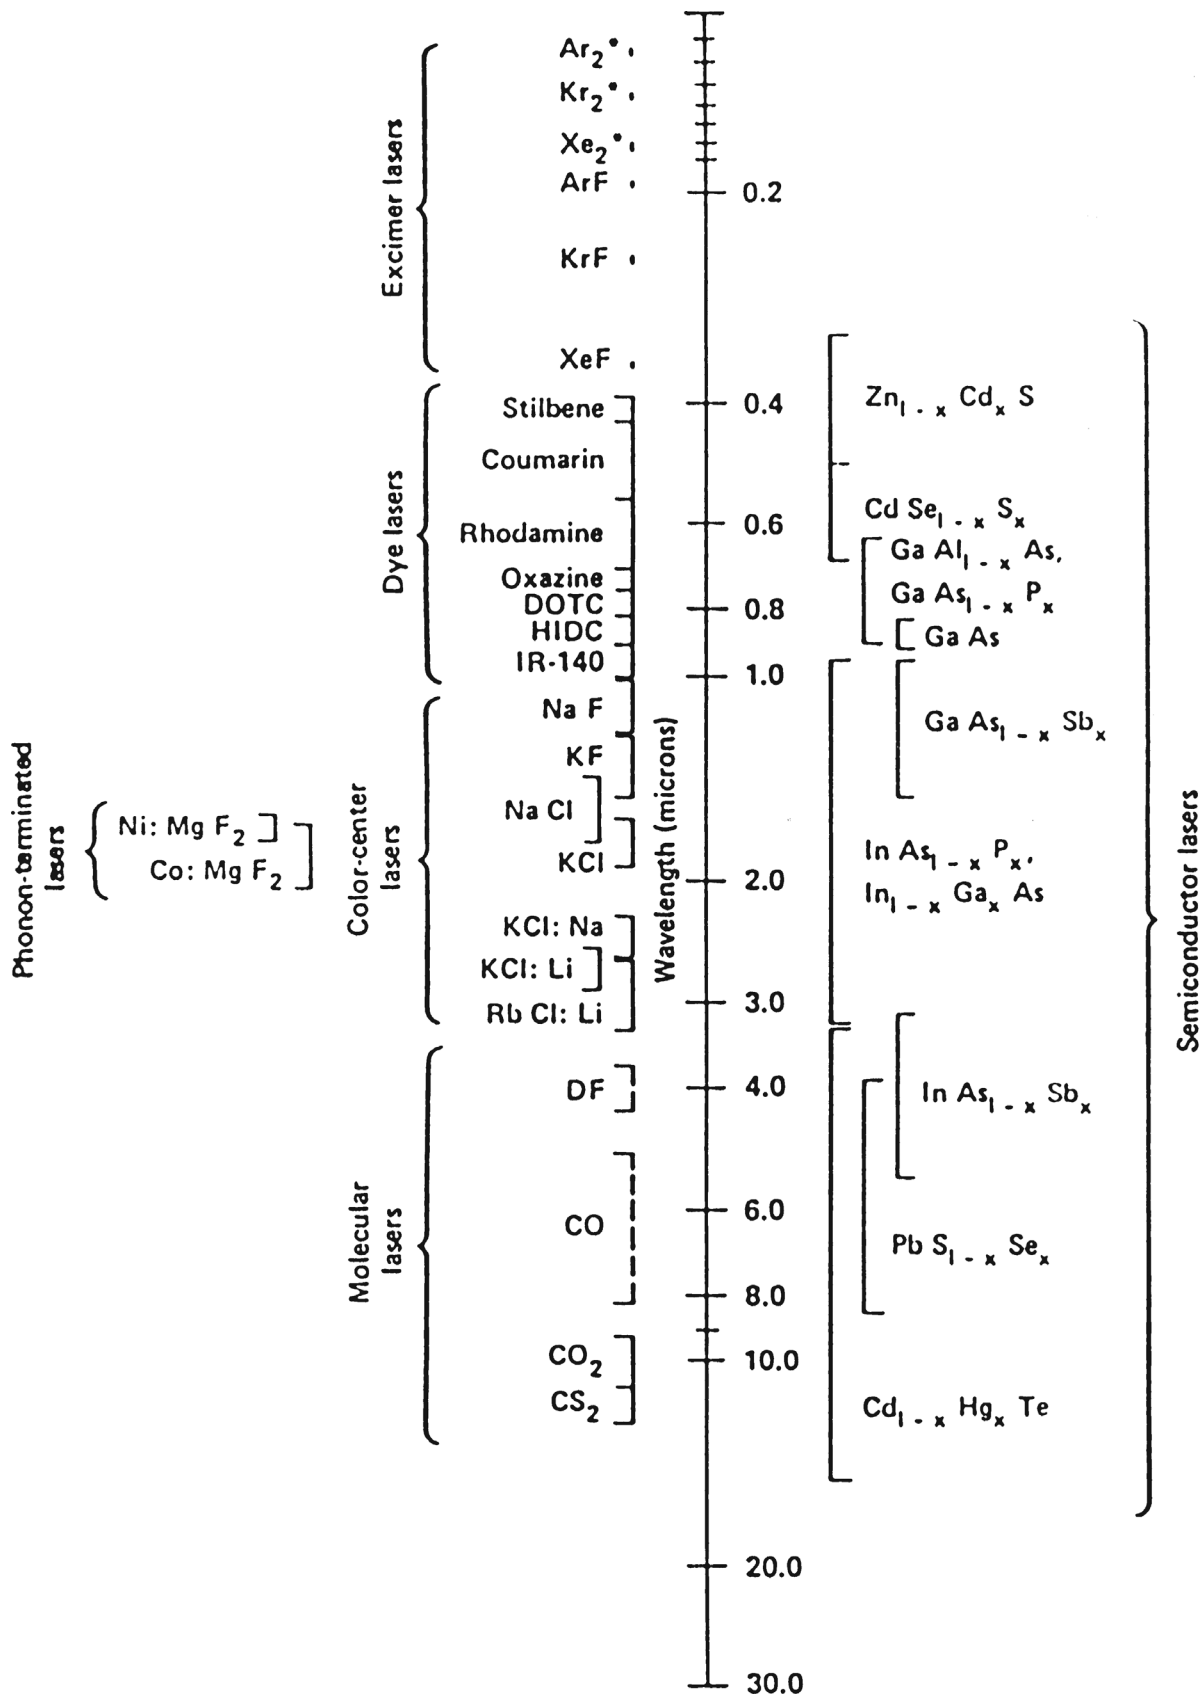 Phonon-terminated
lasers
Ni: Mg F₂
Co: Mg F₂
Excimer lasers
Ar₂*
Kr₂*
Xe₂*
ArF
KrF
XeF
Dye lasers
Stilbene
Coumarin
Rhodamine
Oxazine
DOTC
HIDC
IR-140
Color-center
lasers
Na F
KF
Na Cl
KCl
KCl: Na
KCl: Li
Rb Cl: Li
Molecular
lasers
DF
CO
CO₂
CS₂
Wavelength (microns)
0.2
0.4
0.6
0.8
1.0
2.0
3.0
4.0
6.0
8.0
10.0
20.0
30.0
Zn₁₋ₓ Cdₓ S
Cd Se₁₋ₓ Sₓ
Ga Al₁₋ₓ As,
Ga As₁₋ₓ Pₓ
Ga As
Ga As₁₋ₓ Sbₓ
In As₁₋ₓ Pₓ,
In₁₋ₓ Gaₓ As
In As₁₋ₓ Sbₓ
Pb S₁₋ₓ Seₓ
Cd₁₋ₓ Hgₓ Te
Semiconductor lasers